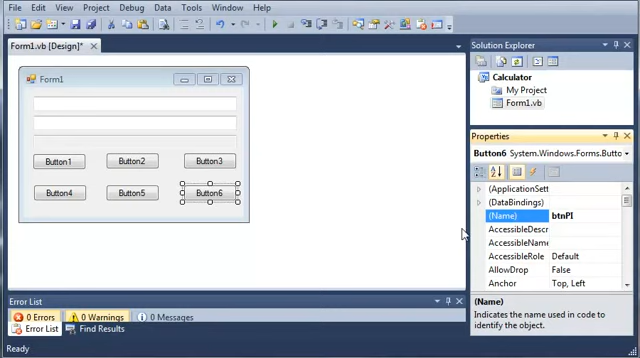 File Edit View Project Debug Data Tools Window Help
Form1.vb [Design]*
Form1
Button1 Button2 Button3
Button4 Button5 Button6
Solution Explorer
Calculator
My Project
Form1.vb
Properties
Button6 System.Windows.Forms.Butto
(ApplicationSett
(DataBindings)
(Name) btnPI
AccessibleDescr
AccessibleName
AccessibleRole Default
AllowDrop False
Anchor Top, Left
(Name)
Indicates the name used in code to
identify the object.
Error List
0 Errors 0 Warnings 0 Messages
Error List Find Results
Ready